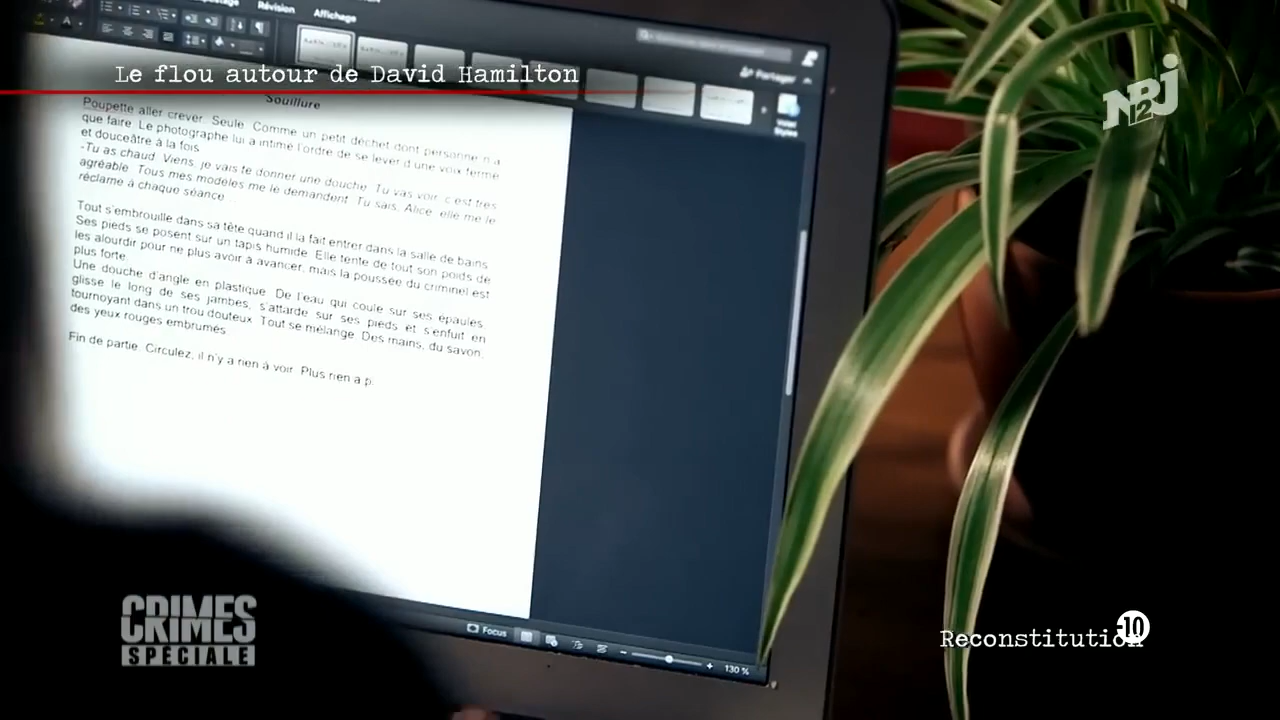 Révision
Affichage
Partager
Le flou autour de David Hamilton
NRJ
12
Souillure
Poupette aller crever. Seule. Comme un petit déchet dont personne n'a
que faire. Le photographe lui a intimé l'ordre de se lever d'une voix ferme
et douceâtre à la fois
-Tu as chaud. Viens, je vais te donner une douche. Tu vas voir, c'est très
agréable. Tous mes modèles me le demandent. Tu sais, Alice, elle me le
réclame à chaque séance...
Tout s'embrouille dans sa tête quand il la fait entrer dans la salle de bains.
Ses pieds se posent sur un tapis humide. Elle tente de tout son poids de
les alourdir pour ne plus avoir à avancer, mais la poussée du criminel est
plus forte.
Une douche d'angle en plastique. De l'eau qui coule sur ses épaules,
glisse le long de ses jambes, s'attarde sur ses pieds et s'enfuit en
tournoyant dans un trou douteux. Tout se mélange. Des mains, du savon,
des yeux rouges embrumés.
Fin de partie. Circulez, il n'y a rien à voir. Plus rien a p.
Focus
130 %
CRIMES
SPÉCIALE
Reconstitution
-10